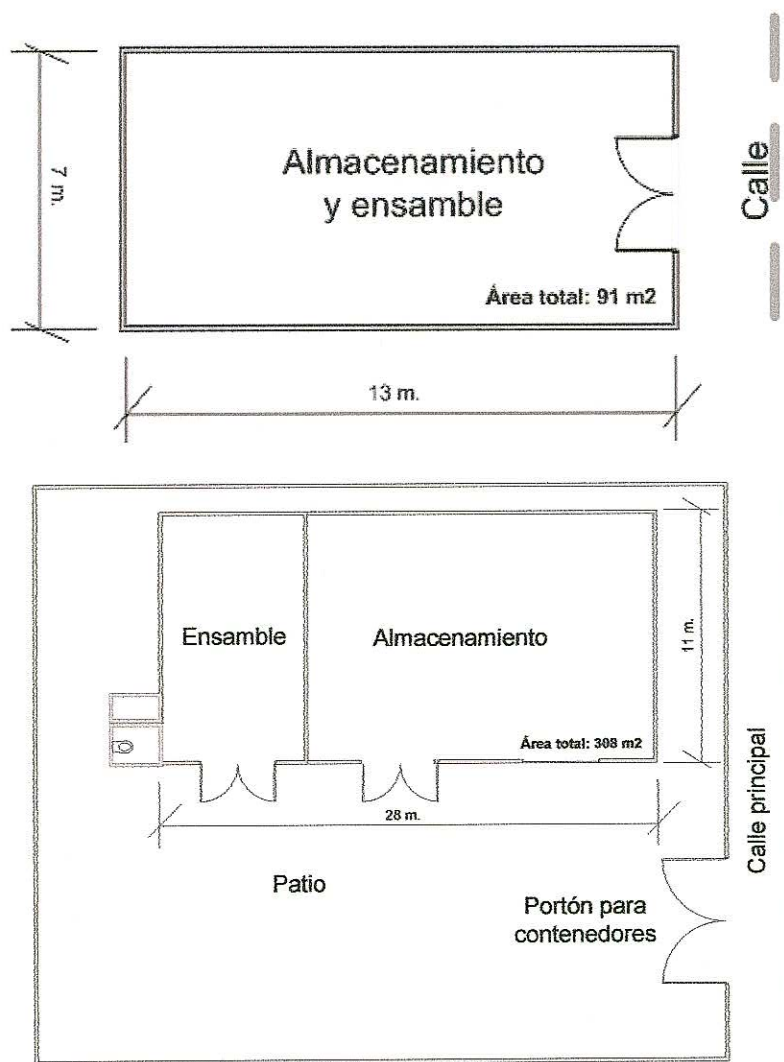 7 m.
Almacenamiento
y ensamble
Calle
Área total: 91 m2
13 m.
Ensamble
Almacenamiento
11 m.
Área total: 308 m2
28 m.
Calle principal
Patio
Portón para
contenedores